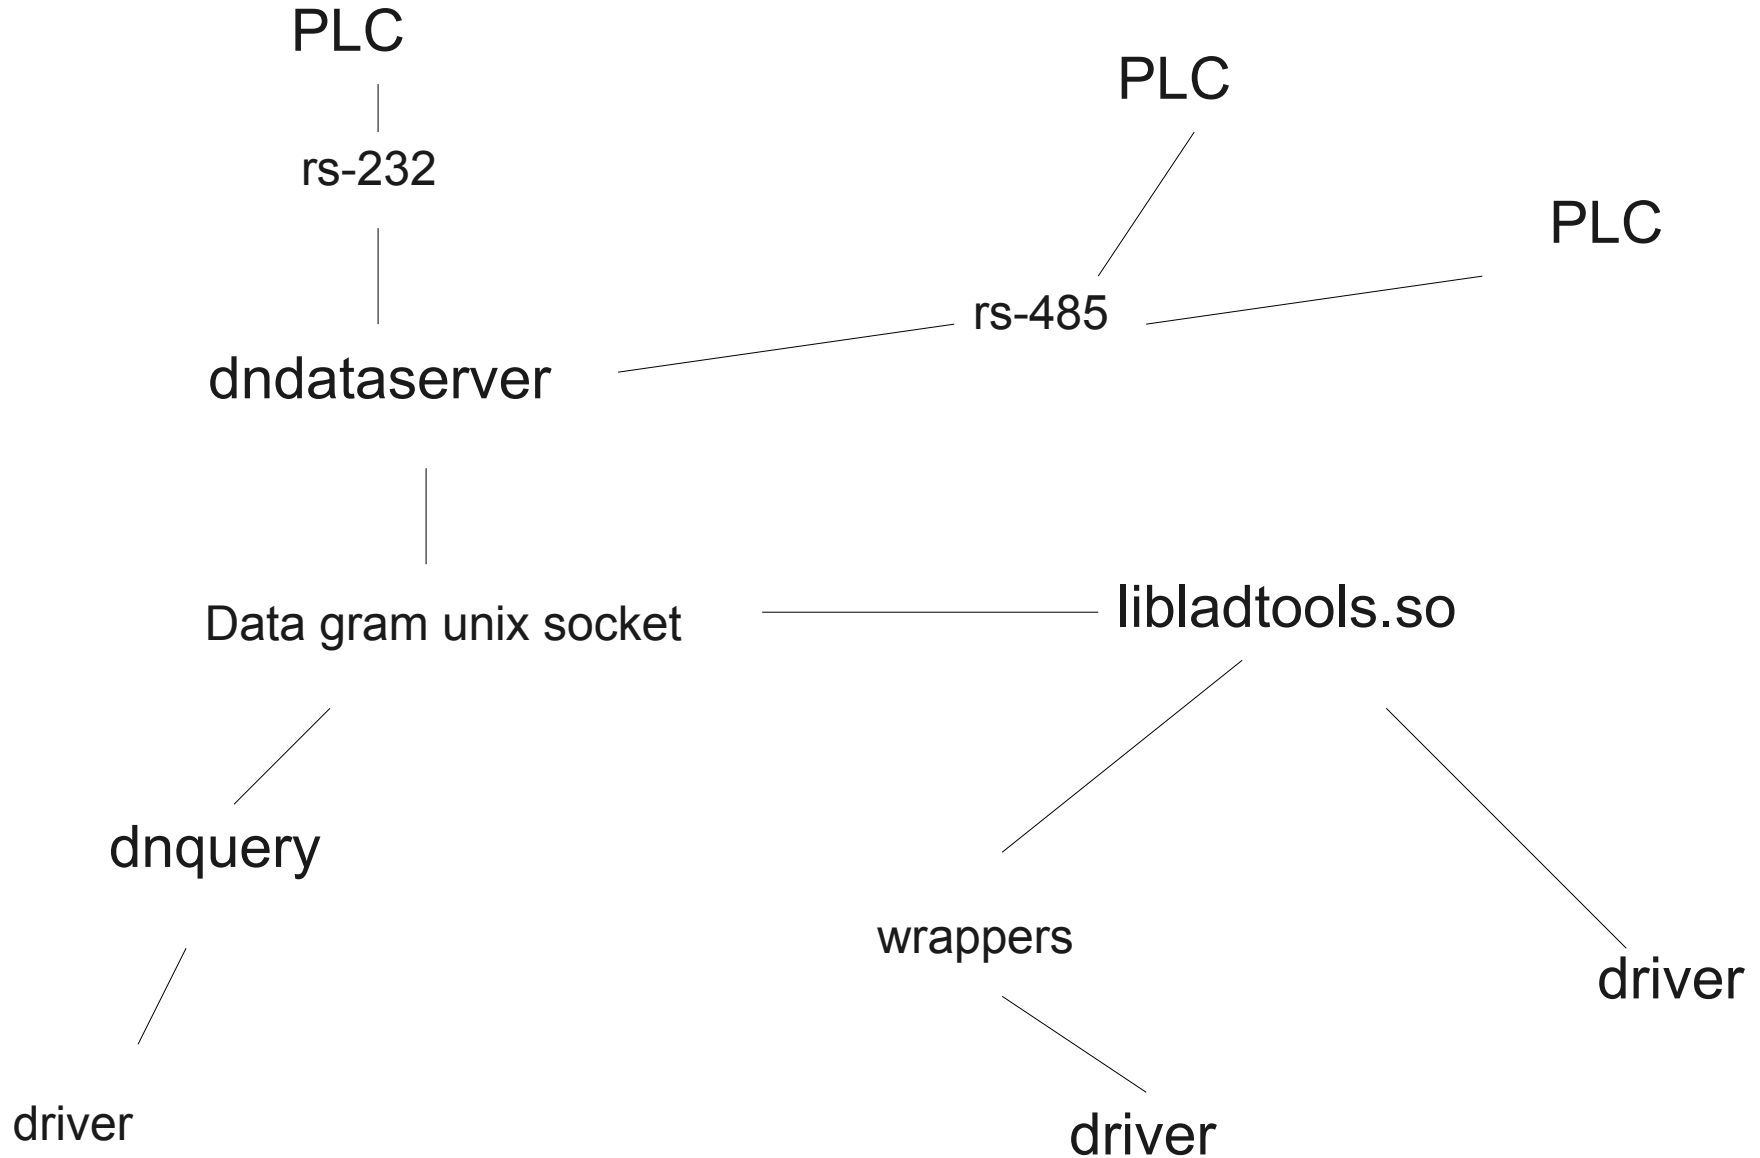 PLC
PLC
rs-232
PLC
rs-485
dndataserver
Data gram unix socket
libladtools.so
dnquery
wrappers
driver
driver
driver